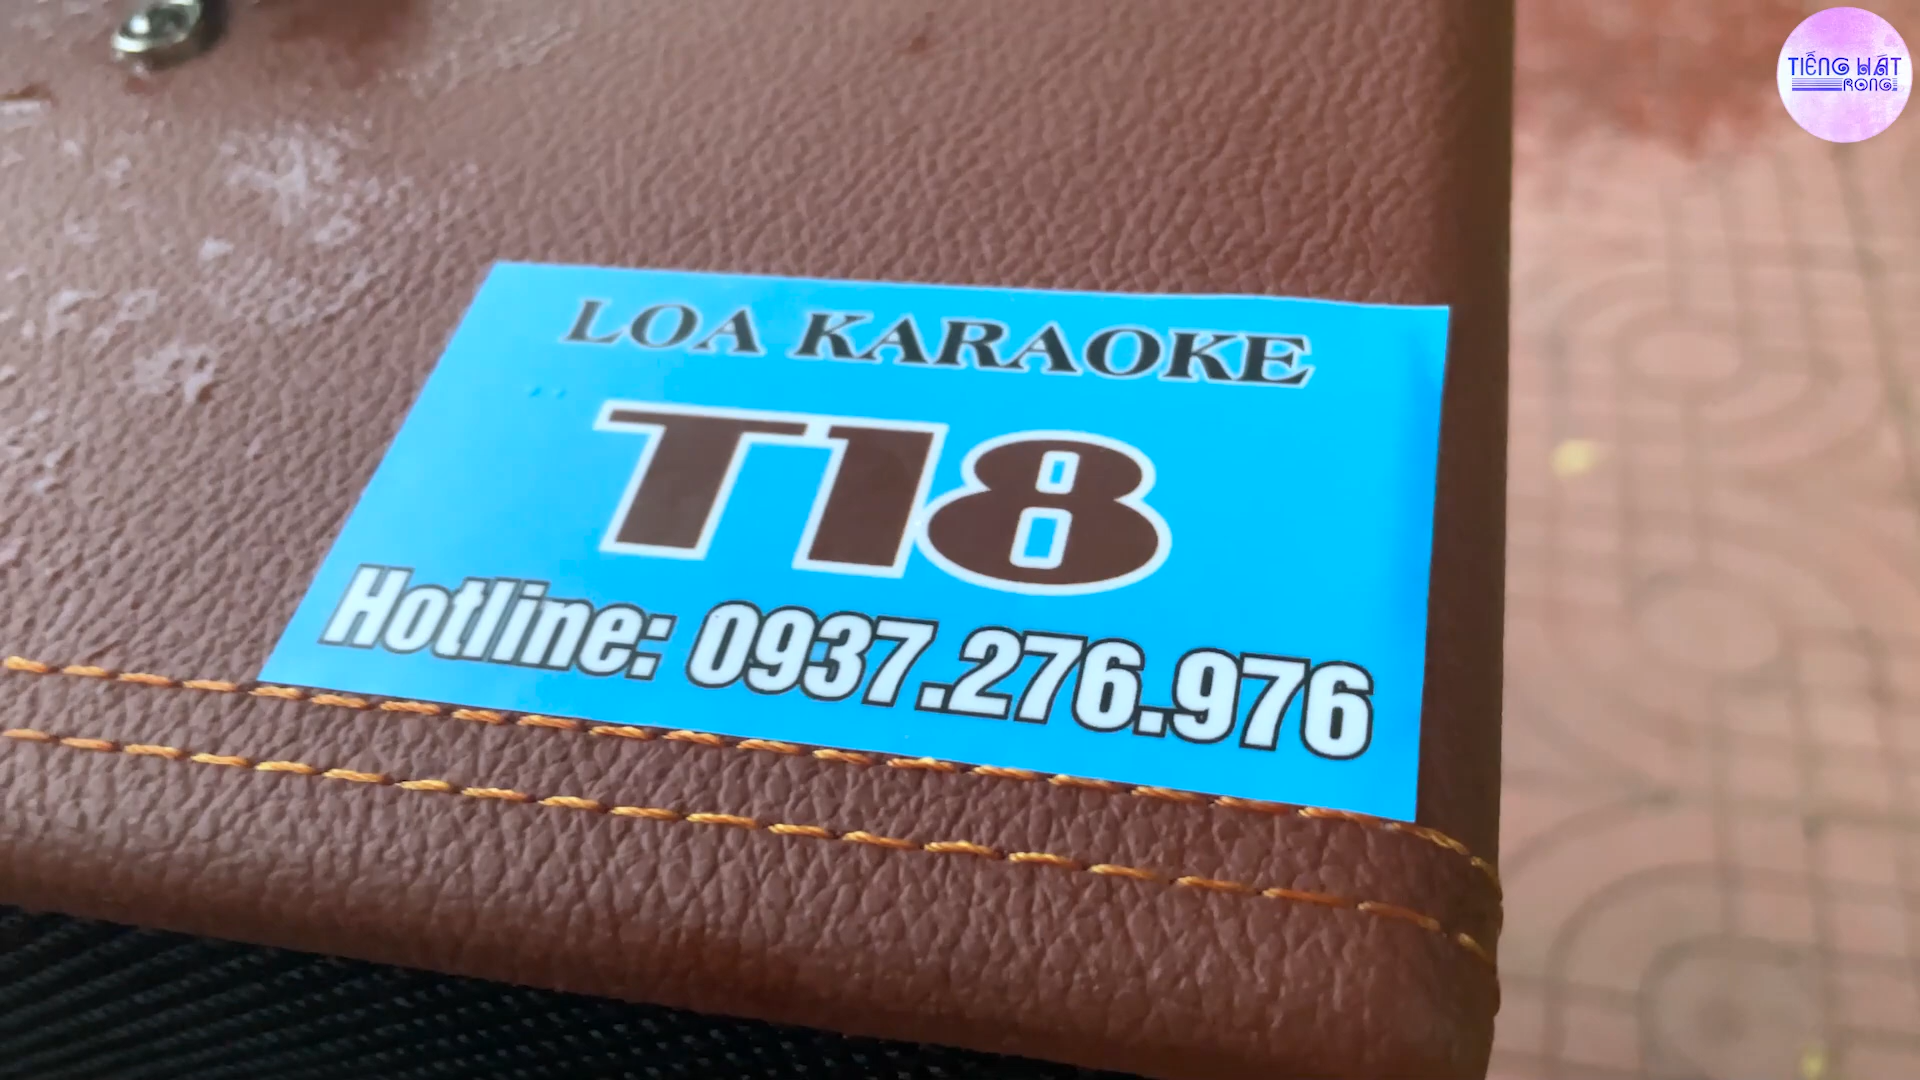 TIẾNG HÁT
RONG
LOA KARAOKE
T18
Hotline: 0937.276.976